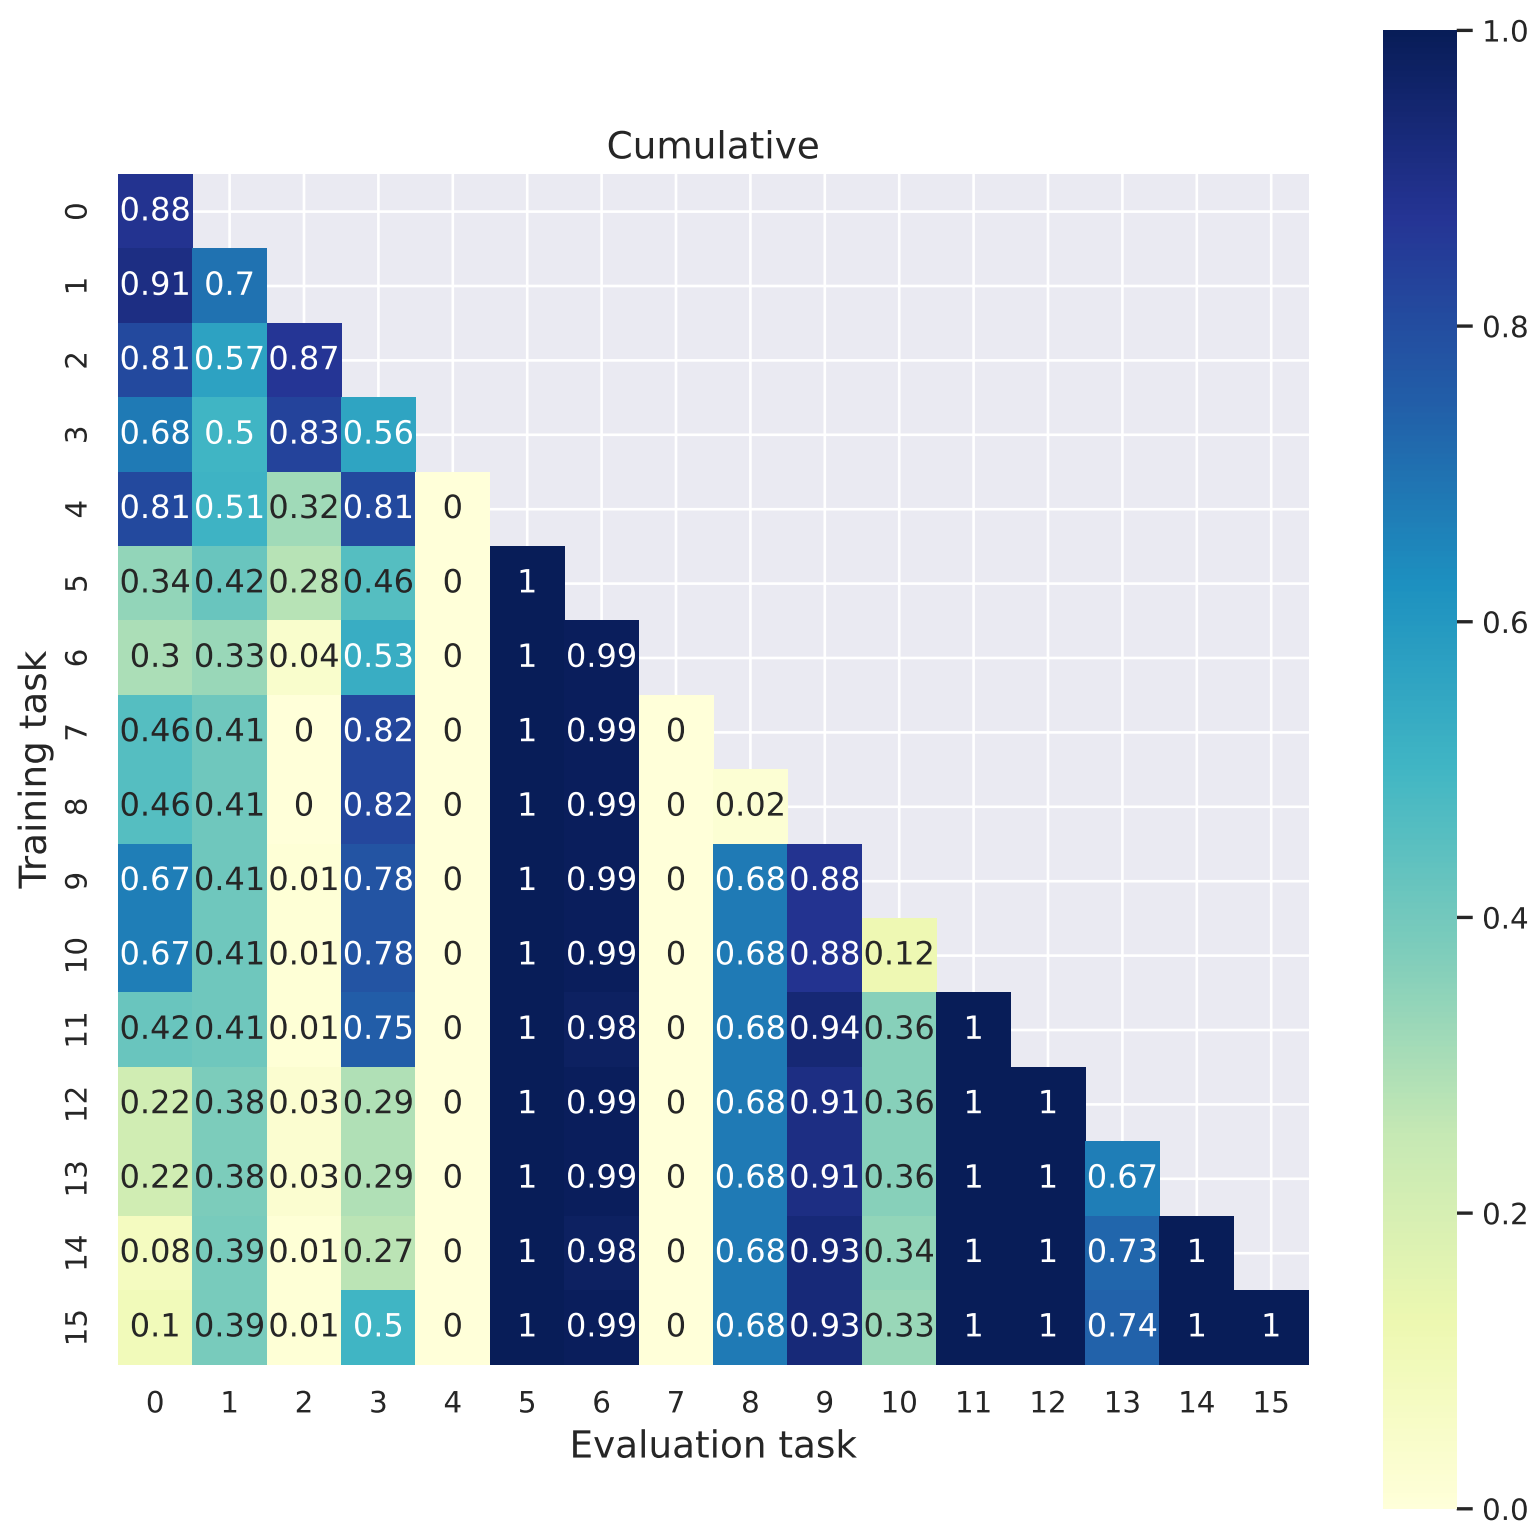 Cumulative
0 0.88
1 0.91 0.7
2 0.81 0.57 0.87
3 0.68 0.5 0.83 0.56
4 0.81 0.51 0.32 0.81 0
5 0.34 0.42 0.28 0.46 0 1
6 0.3 0.33 0.04 0.53 0 1 0.99
7 0.46 0.41 0 0.82 0 1 0.99 0
8 0.46 0.41 0 0.82 0 1 0.99 0 0.02
9 0.67 0.41 0.01 0.78 0 1 0.99 0 0.68 0.88
10 0.67 0.41 0.01 0.78 0 1 0.99 0 0.68 0.88 0.12
11 0.42 0.41 0.01 0.75 0 1 0.98 0 0.68 0.94 0.36 1
12 0.22 0.38 0.03 0.29 0 1 0.99 0 0.68 0.91 0.36 1 1
13 0.22 0.38 0.03 0.29 0 1 0.99 0 0.68 0.91 0.36 1 1 0.67
14 0.08 0.39 0.01 0.27 0 1 0.98 0 0.68 0.93 0.34 1 1 0.73 1
15 0.1 0.39 0.01 0.5 0 1 0.99 0 0.68 0.93 0.33 1 1 0.74 1 1
0 1 2 3 4 5 6 7 8 9 10 11 12 13 14 15
Evaluation task
Training task
1.0
0.8
0.6
0.4
0.2
0.0